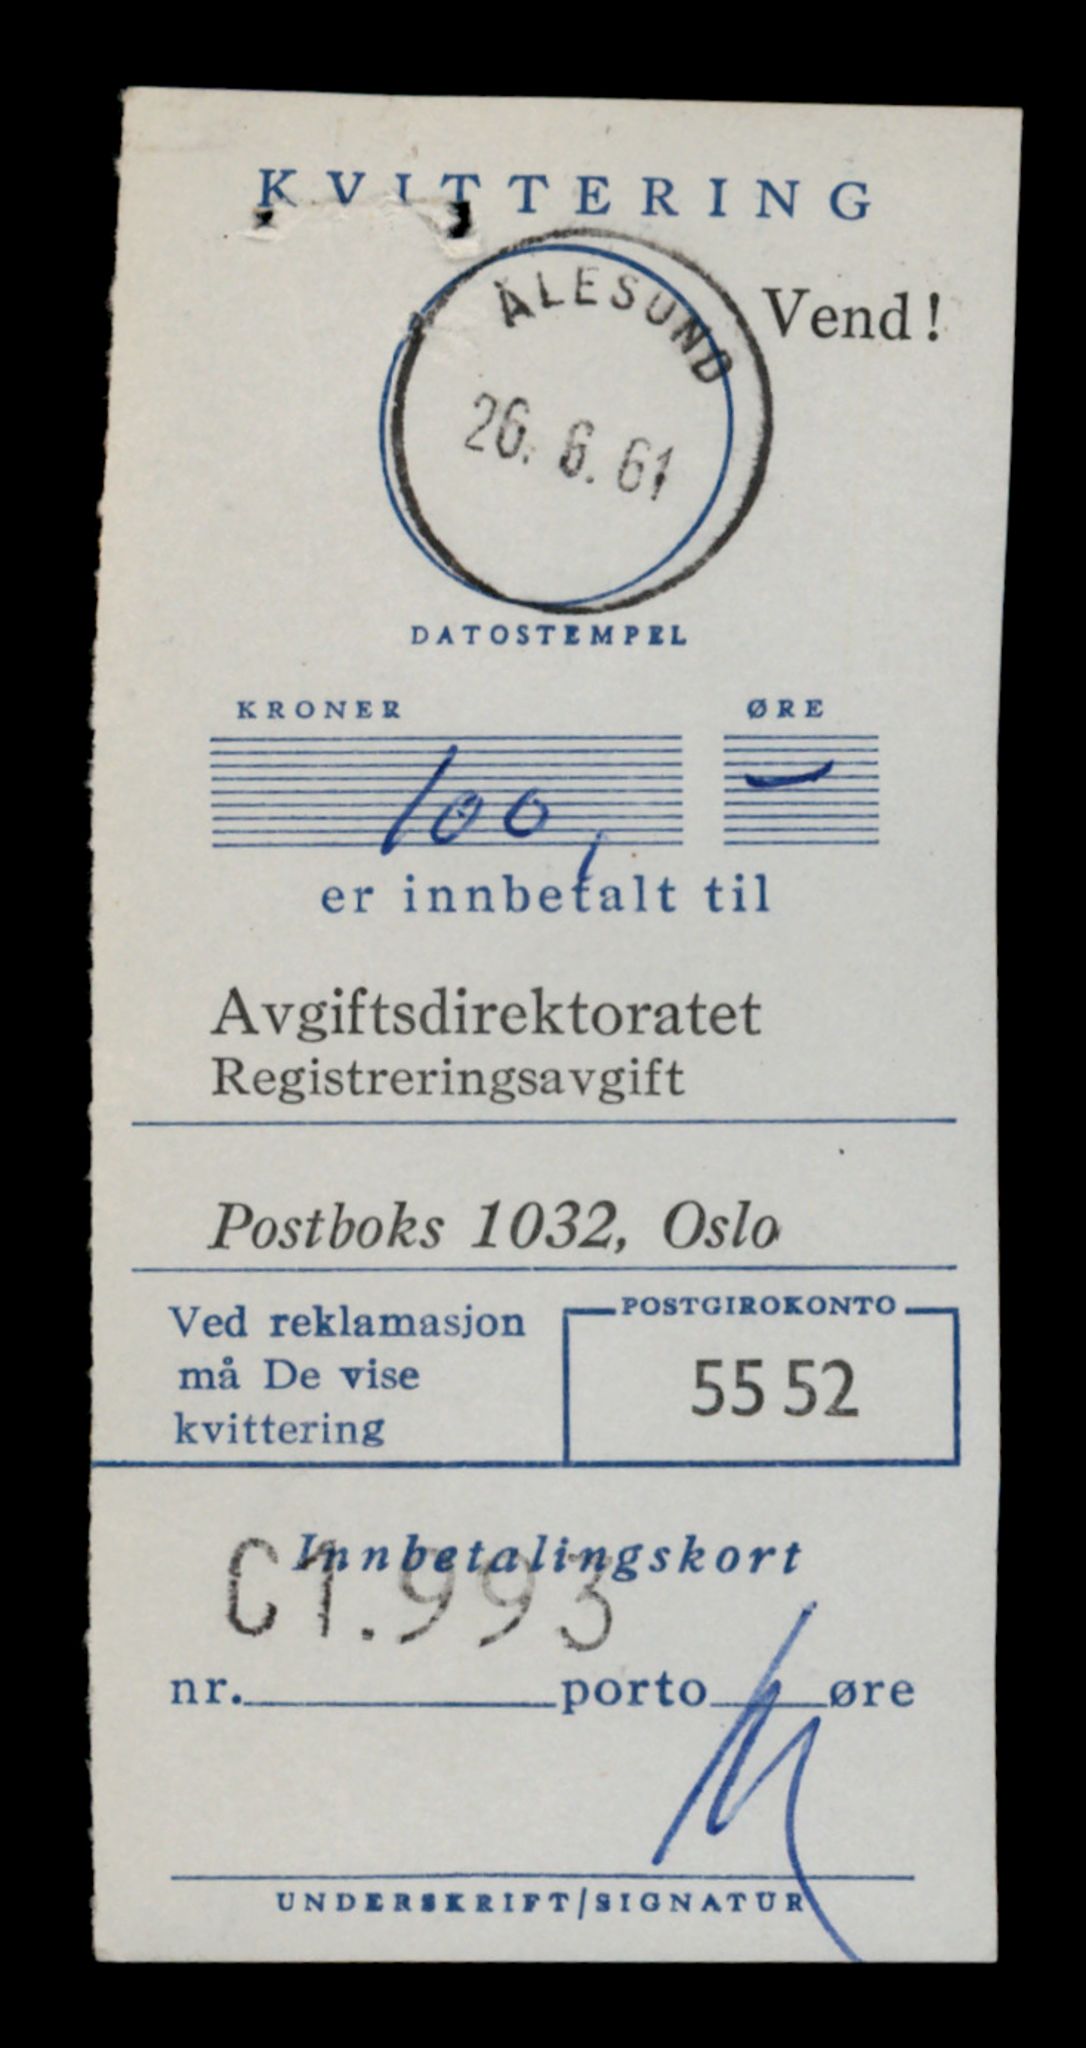 KVITTERING
Vend!
ÅLESUND
26. 6. 61
DATOSTEMPEL
KRONER ØRE
100, –
er innbetalt til
Avgiftsdirektoratet
Registreringsavgift
Postboks 1032, Oslo
Ved reklamasjon
må De vise
kvittering
POSTGIROKONTO
55 52
Innbetalingskort
C1.993
nr. porto øre
UNDERSKRIFT/SIGNATUR